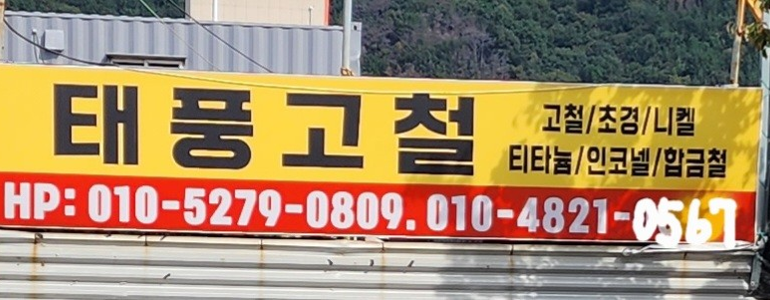 태풍고철
고철/초경/니켈
티타늄/인코넬/합금철
HP: 010-5279-0809. 010-4821-0567